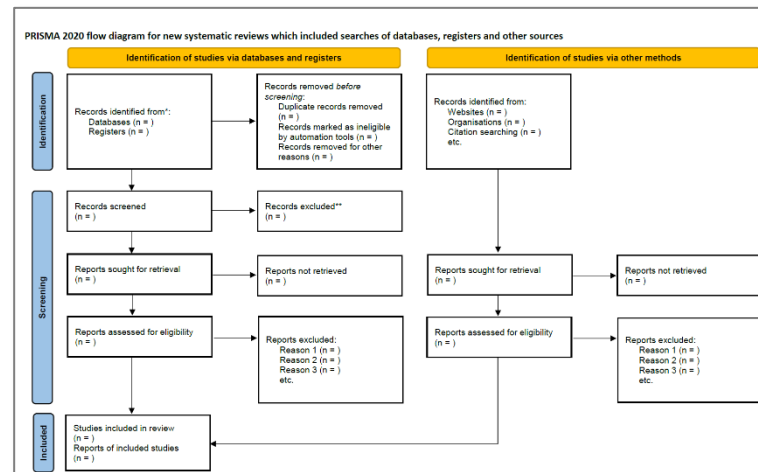 PRISMA 2020 flow diagram for new systematic reviews which included searches of databases, registers and other sources
Identification of studies via databases and registers
Identification of studies via other methods
Identification
Records identified from*:
Databases (n = )
Registers (n = )
Records removed before
screening:
Duplicate records removed
(n = )
Records marked as ineligible
by automation tools (n = )
Records removed for other
reasons (n = )
Records identified from:
Websites (n = )
Organisations (n = )
Citation searching (n = )
etc.
Screening
Records screened
(n = )
Records excluded**
(n = )
Reports sought for retrieval
(n = )
Reports not retrieved
(n = )
Reports sought for retrieval
(n = )
Reports not retrieved
(n = )
Reports assessed for eligibility
(n = )
Reports excluded:
Reason 1 (n = )
Reason 2 (n = )
Reason 3 (n = )
etc.
Reports assessed for eligibility
(n = )
Reports excluded:
Reason 1 (n = )
Reason 2 (n = )
Reason 3 (n = )
etc.
Included
Studies included in review
(n = )
Reports of included studies
(n = )